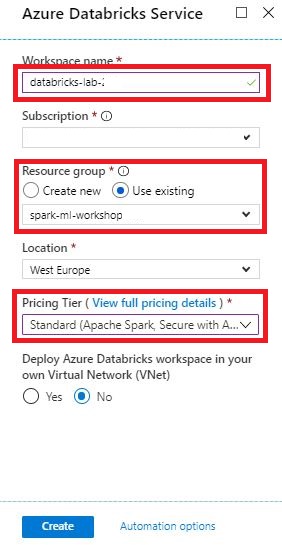 Azure Databricks Service
Workspace name *
databricks-lab-2
Subscription *
Resource group *
Create new Use existing
spark-ml-workshop
Location *
West Europe
Pricing Tier ( View full pricing details ) *
Standard (Apache Spark, Secure with A...
Deploy Azure Databricks workspace in your
own Virtual Network (VNet)
Yes No
Create Automation options